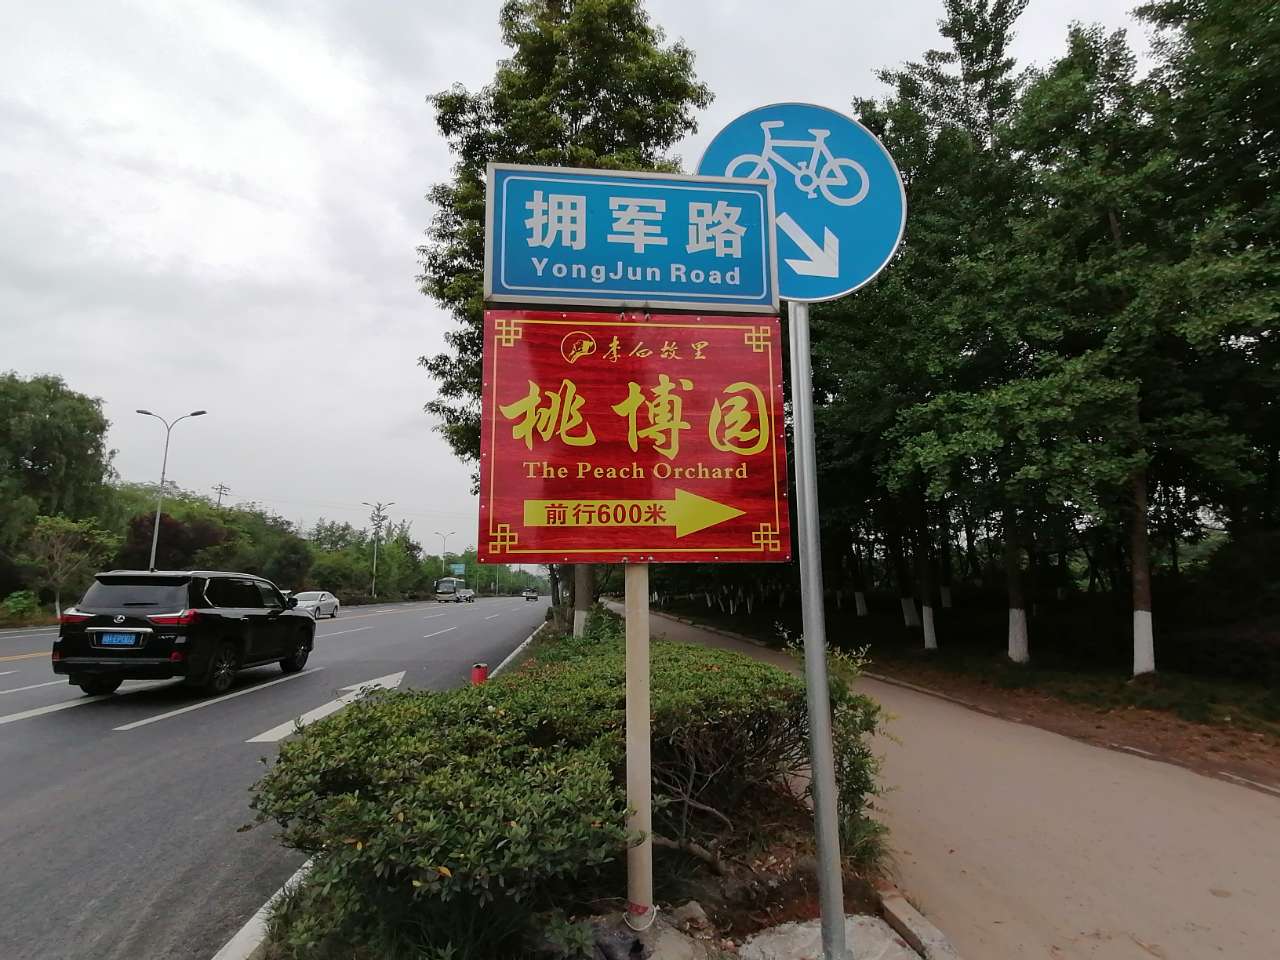 拥军路
YongJun Road
李白故里
桃博园
The Peach Orchard
前行600米